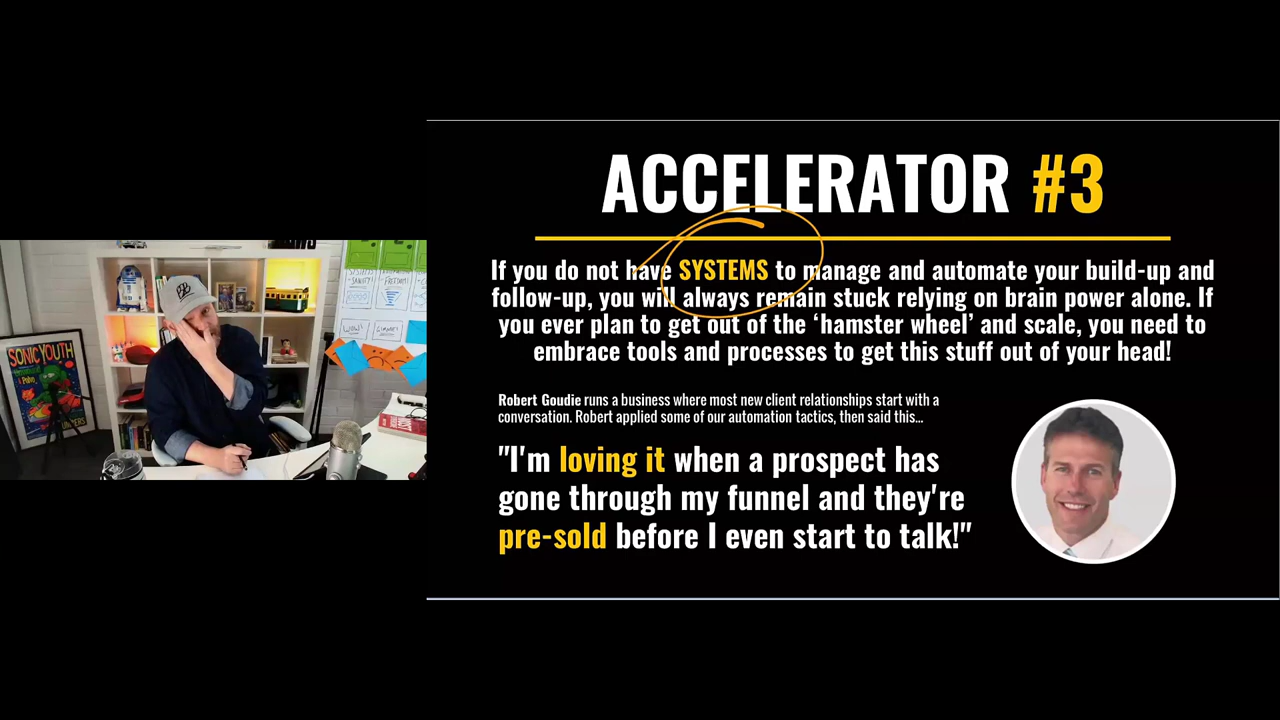 ACCELERATOR #3
If you do not have SYSTEMS to manage and automate your build-up and
follow-up, you will always remain stuck relying on brain power alone. If
you ever plan to get out of the ‘hamster wheel’ and scale, you need to
embrace tools and processes to get this stuff out of your head!
Robert Goudie runs a business where most new client relationships start with a
conversation. Robert applied some of our automation tactics, then said this...
"I'm loving it when a prospect has
gone through my funnel and they're
pre-sold before I even start to talk!"
SONIC YOUTH